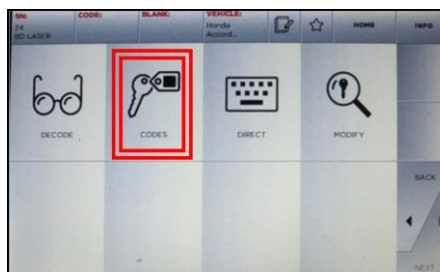 SN: CODE: BLANK: VEHICLE:
24 Honda HOME INFO
BD LASER Accord...
DECODE CODES DIRECT MODIFY
BACK
NEXT